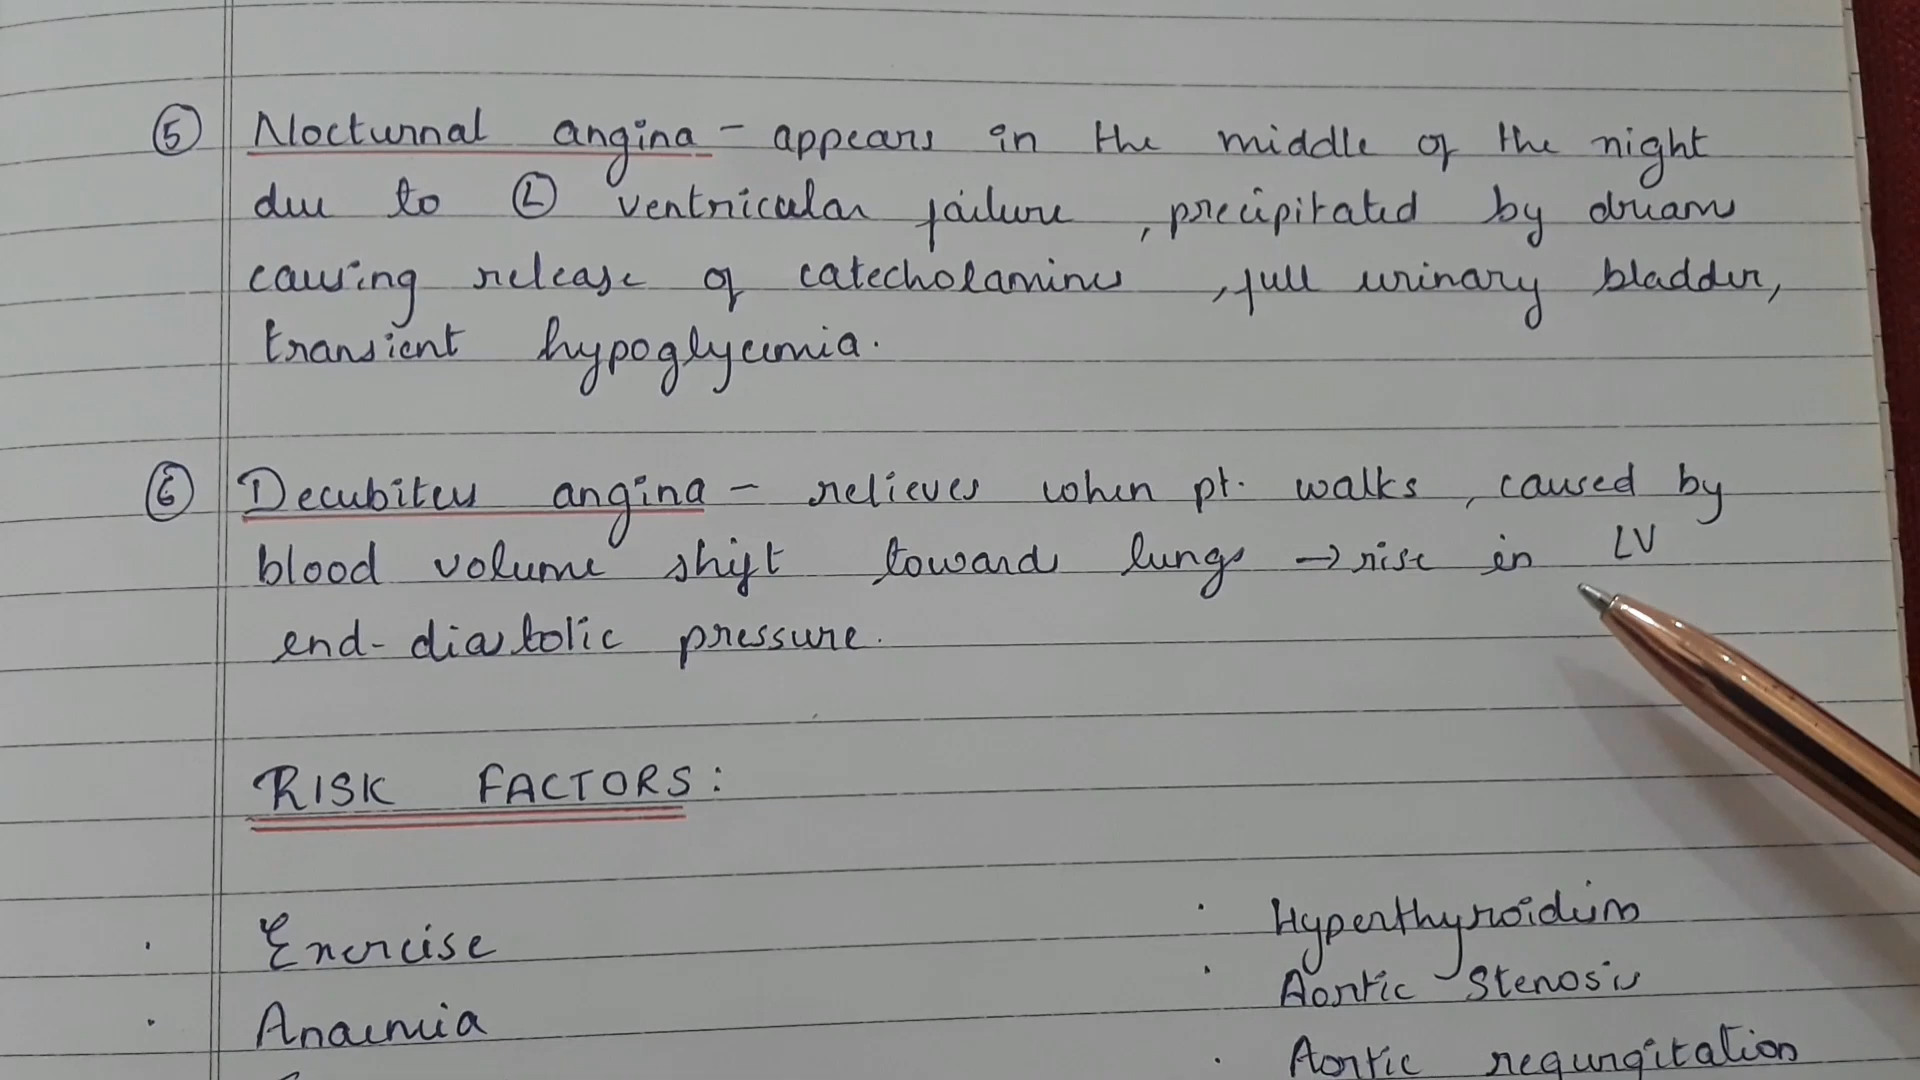 ⑤ Nocturnal angina - appears in the middle of the night
due to Ⓛ ventricular failure, precipitated by dreams
causing release of catecholamines, full urinary bladder,
transient hypoglycemia.
⑥ Decubitus angina - relieves when pt. walks, caused by
blood volume shift towards lungs → rise in LV
end-diastolic pressure.
RISK FACTORS:
· Exercise
· Anaemia
· Hyperthyroidism
· Aortic Stenosis
· Aortic regurgitation